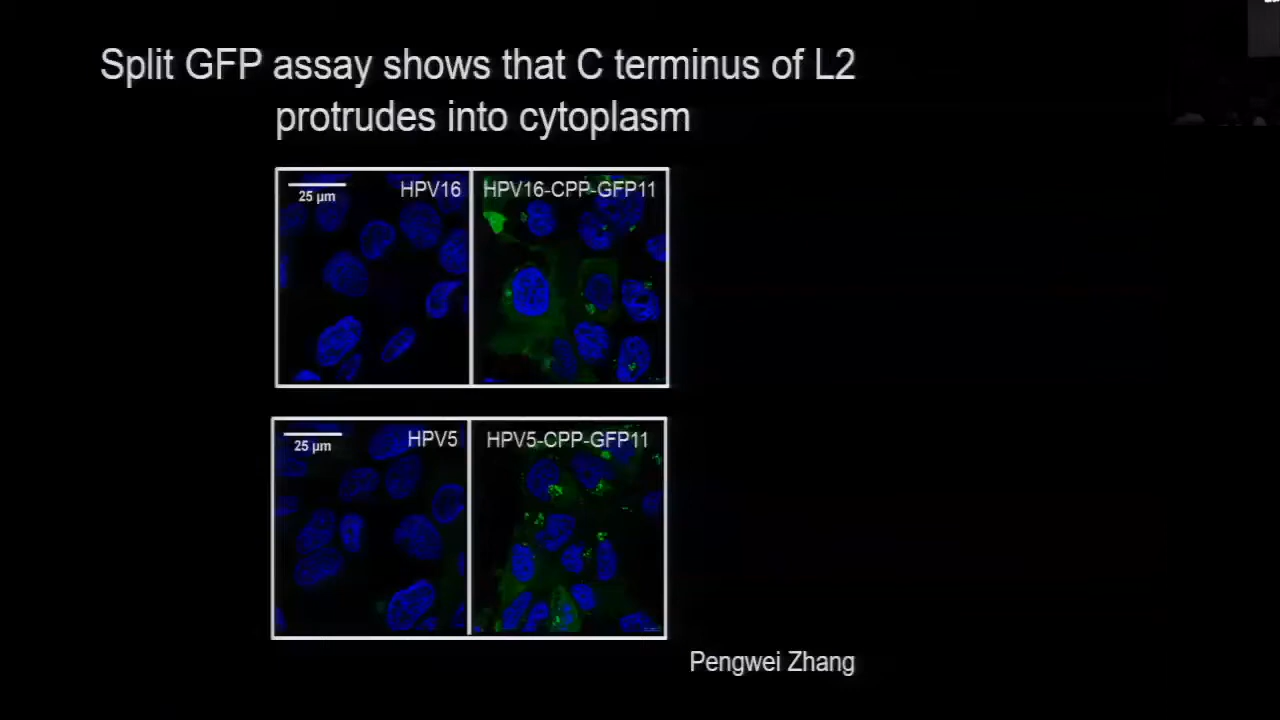 Split GFP assay shows that C terminus of L2
protrudes into cytoplasm
25 µm
HPV16
HPV16-CPP-GFP11
25 µm
HPV5
HPV5-CPP-GFP11
Pengwei Zhang